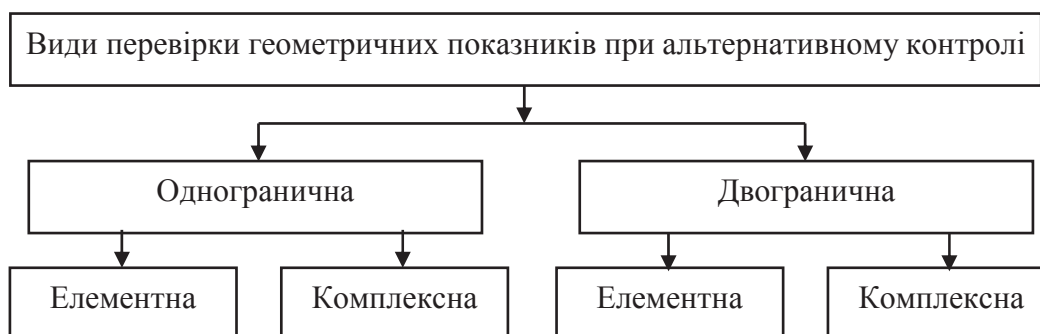 Види перевірки геометричних показників при альтернативному контролі
Одногранична
Двогранична
Елементна
Комплексна
Елементна
Комплексна